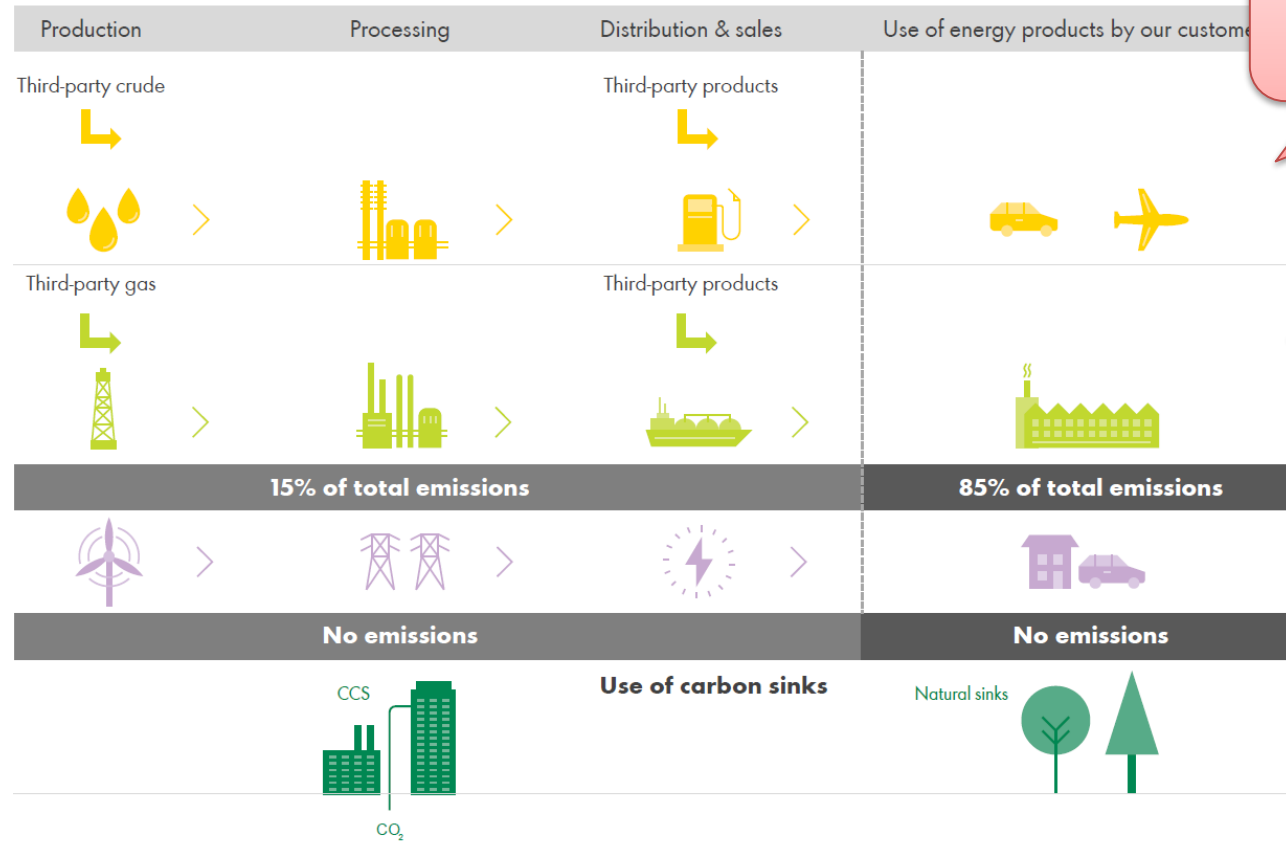 Production Processing Distribution & sales Use of energy products by our custome
Third-party crude Third-party products
Third-party gas Third-party products
15% of total emissions 85% of total emissions
No emissions No emissions
CCS Use of carbon sinks Natural sinks
CO₂